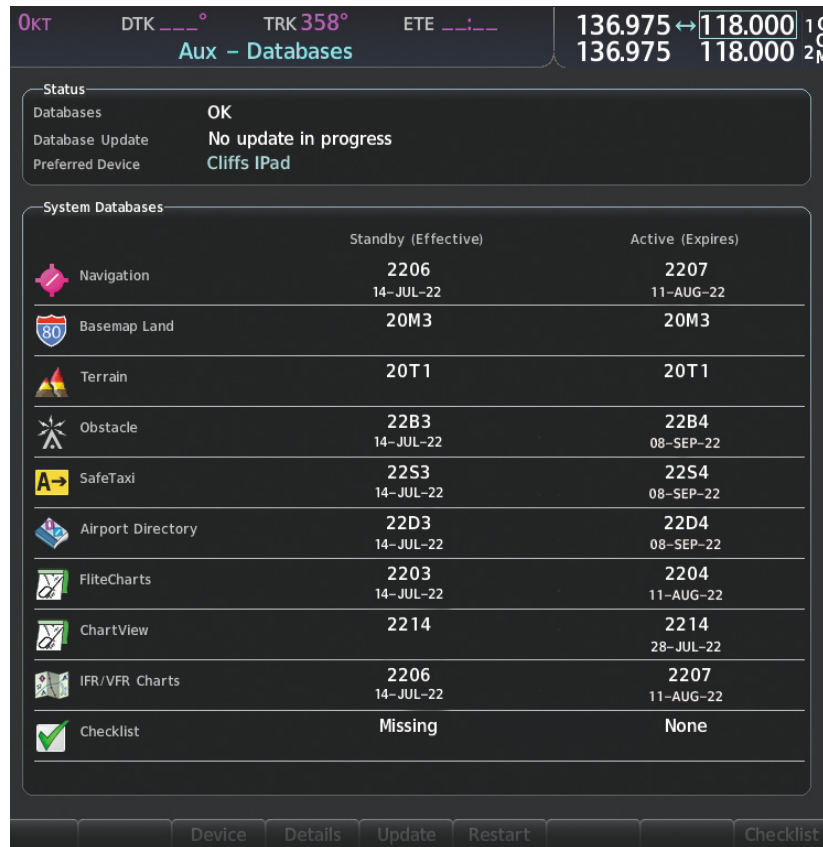 0KT DTK ___° TRK 358° ETE __:__ 136.975 ↔ 118.000 1
Aux – Databases 136.975 118.000 2
Status
Databases OK
Database Update No update in progress
Preferred Device Cliffs IPad
System Databases
Standby (Effective) Active (Expires)
Navigation 2206 2207
14–JUL–22 11–AUG–22
80 Basemap Land 20M3 20M3
Terrain 20T1 20T1
Obstacle 22B3 22B4
14–JUL–22 08–SEP–22
A→ SafeTaxi 22S3 22S4
14–JUL–22 08–SEP–22
Airport Directory 22D3 22D4
14–JUL–22 08–SEP–22
FliteCharts 2203 2204
14–JUL–22 11–AUG–22
ChartView 2214 2214
28–JUL–22
IFR/VFR Charts 2206 2207
14–JUL–22 11–AUG–22
Checklist Missing None
Device Details Update Restart Checklist